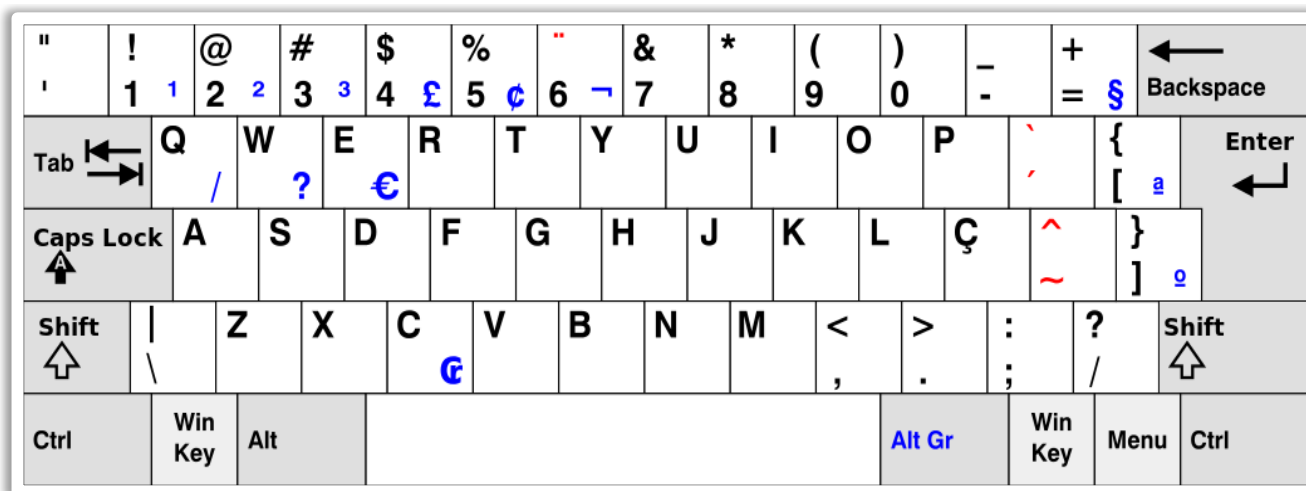 " ! @ # $ % ¨ & * ( ) _ +
' 1 ¹ 2 ² 3 ³ 4 £ 5 ¢ 6 ¬ 7 8 9 0 - = § Backspace
Tab Q W E R T Y U I O P ` { Enter
/ ? € ´ [ ª
Caps Lock A S D F G H J K L Ç ^ }
A ~ ] º
Shift | Z X C V B N M < > : ? Shift
\ ₢ , . ; /
Ctrl Win Key Alt Alt Gr Win Key Menu Ctrl